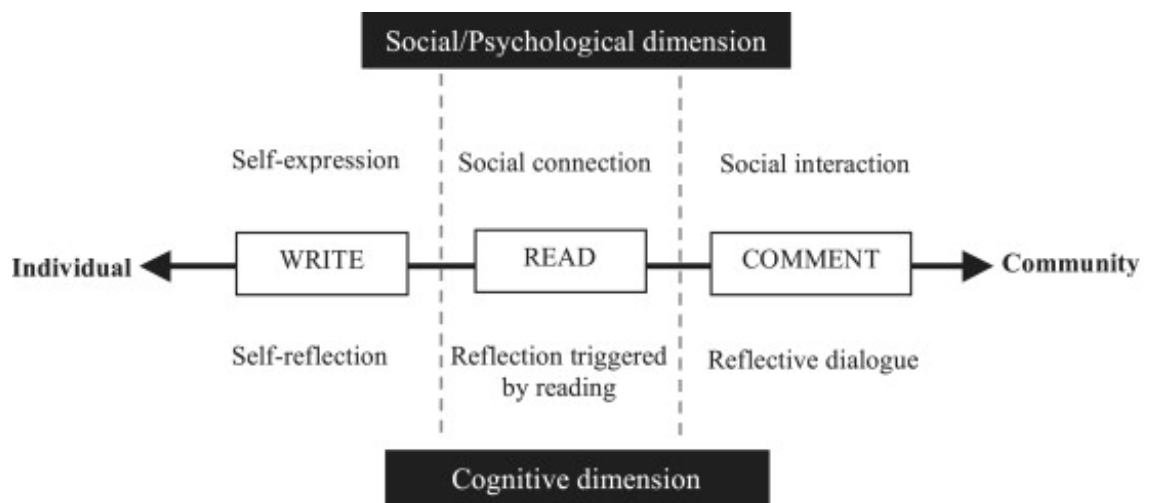 Social/Psychological dimension
Self-expression
Social connection
Social interaction
Individual
WRITE
READ
COMMENT
Community
Self-reflection
Reflection triggered
by reading
Reflective dialogue
Cognitive dimension